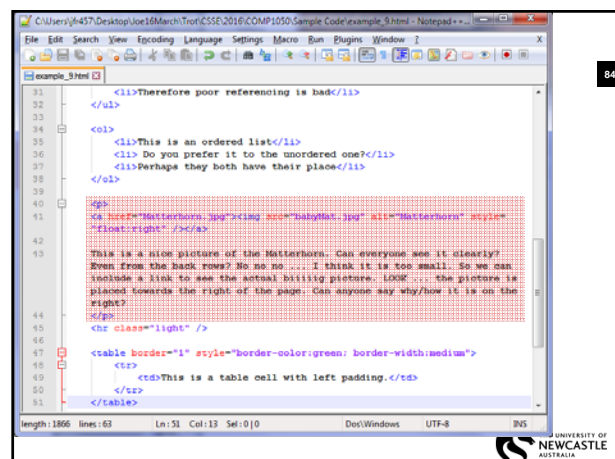 C:\Users\jfr457\Desktop\Joe16March\Trot\CSSE\2016\COMP1050\Sample Code\example_9.html - Notepad++
File Edit Search View Encoding Language Settings Macro Run Plugins Window ? X
example_9.html
84
31 <li>Therefore poor referencing is bad</li>
32 </ul>
33
34 <ol>
35 <li>This is an ordered list</li>
36 <li> Do you prefer it to the unordered one?</li>
37 <li>Perhaps they both have their place</li>
38 </ol>
39
40 <p>
41 <a href="Matterhorn.jpg"><img src="babyMat.jpg" alt="Matterhorn" style=
"float:right" /></a>
42
43 This is a nice picture of the Matterhorn. Can everyone see it clearly?
Even from the back rows? No no no ... I think it is too small. So we can
include a link to see the actual biiiiig picture. LOOK ... the picture is
placed towards the right of the page. Can anyone say why/how it is on the
right?
44 </p>
45 <hr class="light" />
46
47 <table border="1" style="border-color:green; border-width:medium">
48 <tr>
49 <td>This is a table cell with left padding.</td>
50 </tr>
51 </table>
length : 1866 lines : 63 Ln : 51 Col : 13 Sel : 0 | 0 Dos\Windows UTF-8 INS
UNIVERSITY OF
NEWCASTLE
AUSTRALIA